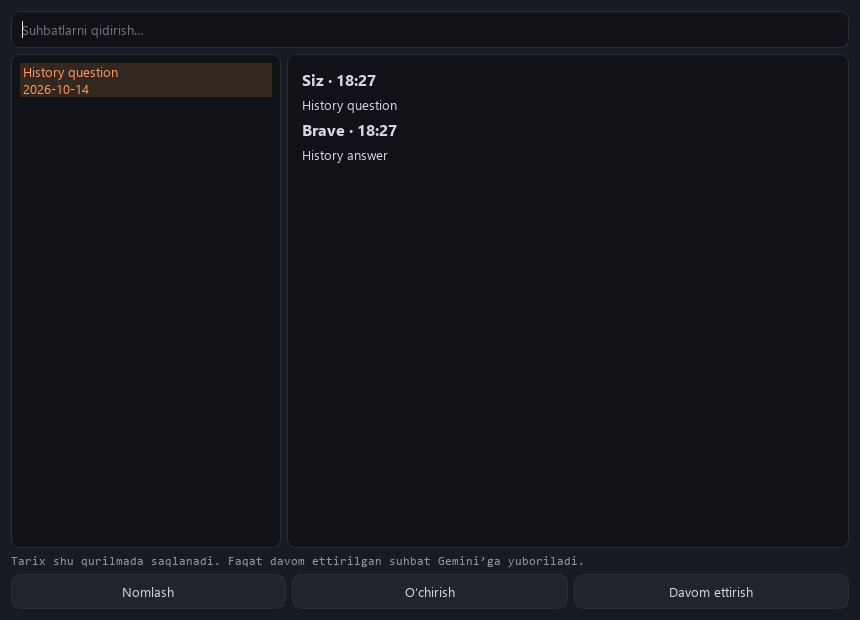 Suhbatlarni qidirish...
History question
2026-10-14
Siz · 18:27
History question
Brave · 18:27
History answer
Tarix shu qurilmada saqlanadi. Faqat davom ettirilgan suhbat Gemini’ga yuboriladi.
Nomlash
O‘chirish
Davom ettirish